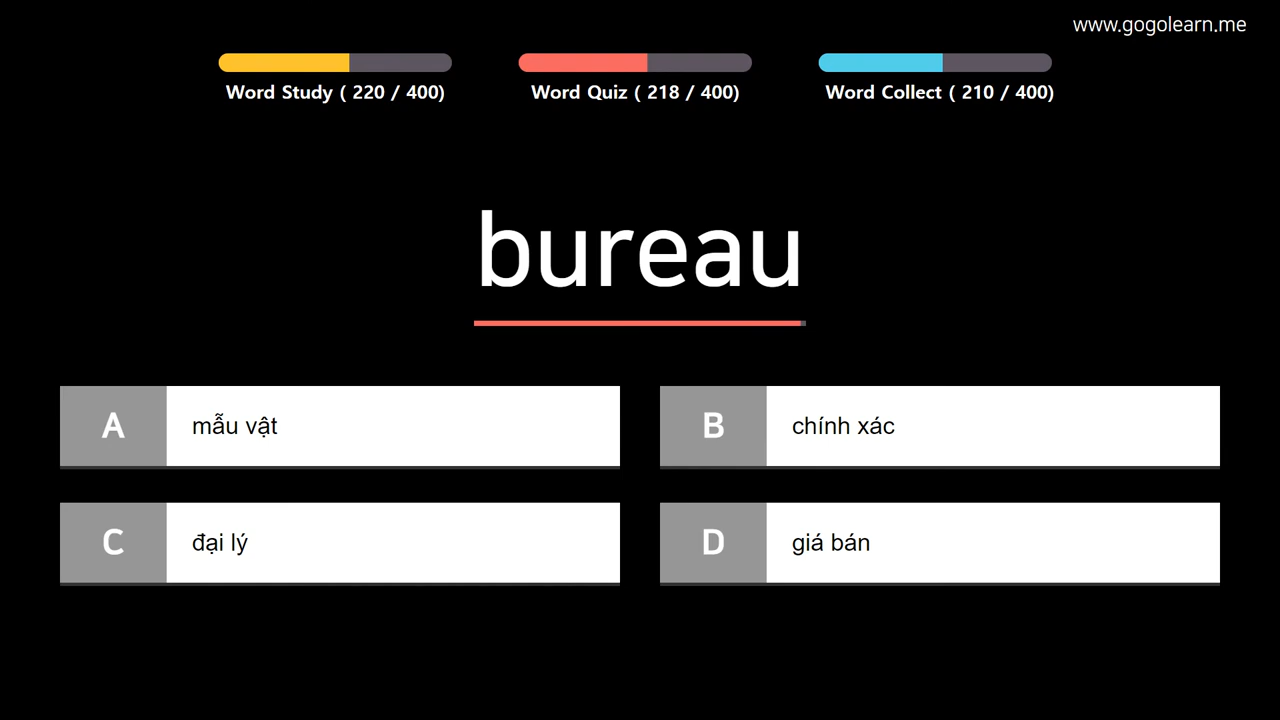 www.gogolearn.me
Word Study ( 220 / 400)
Word Quiz ( 218 / 400)
Word Collect ( 210 / 400)
bureau
A mẫu vật
B chính xác
C đại lý
D giá bán